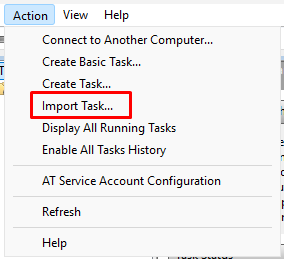 Action View Help
Connect to Another Computer...
Create Basic Task...
Create Task...
Import Task...
Display All Running Tasks
Enable All Tasks History
AT Service Account Configuration
Refresh
Help